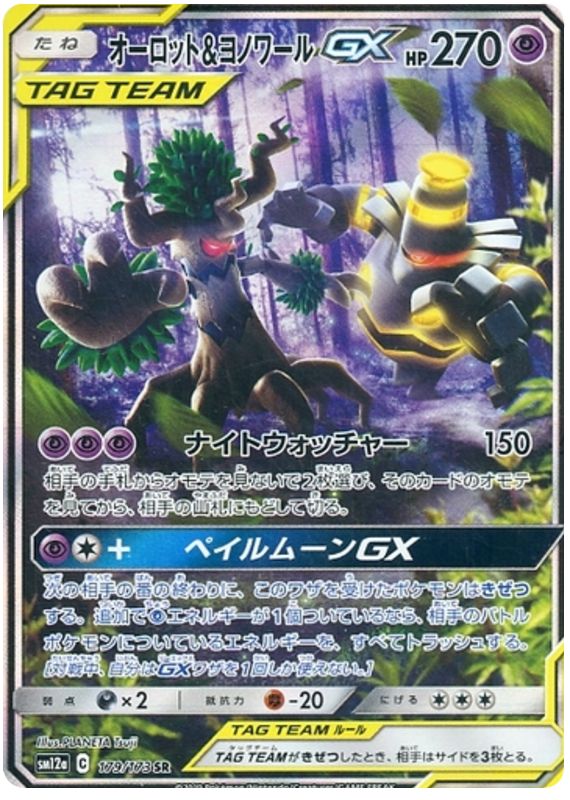 たね オーロット&ヨノワールGX HP270
TAG TEAM
ナイトウォッチャー 150
相手の手札からオモテを見ないで2枚選び、そのカードのオモテ
を見てから、相手の山札にもどして切る。
+ ペイルムーンGX
次の相手の番の終わりに、このワザを受けたポケモンはきぜつ
する。追加でエネルギーが1個ついているなら、相手のバトル
ポケモンについているエネルギーを、すべてトラッシュする。
[対戦中、自分はGXワザを1回しか使えない。]
弱点 ×2 抵抗力 -20 にげる
Illus.PLANETA Tsuji
TAG TEAM ルール
sm12a C 179/173 SR
TAG TEAMがきぜつしたとき、相手はサイドを3枚とる。